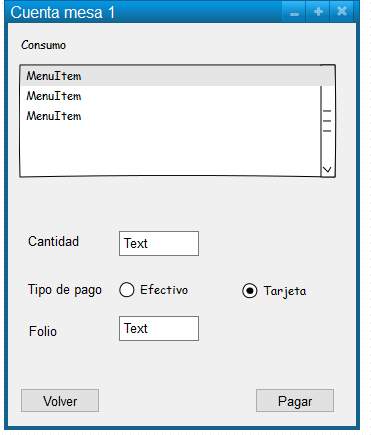 Cuenta mesa 1
Consumo
MenuItem
MenuItem
MenuItem
Cantidad Text
Tipo de pago Efectivo Tarjeta
Folio Text
Volver Pagar